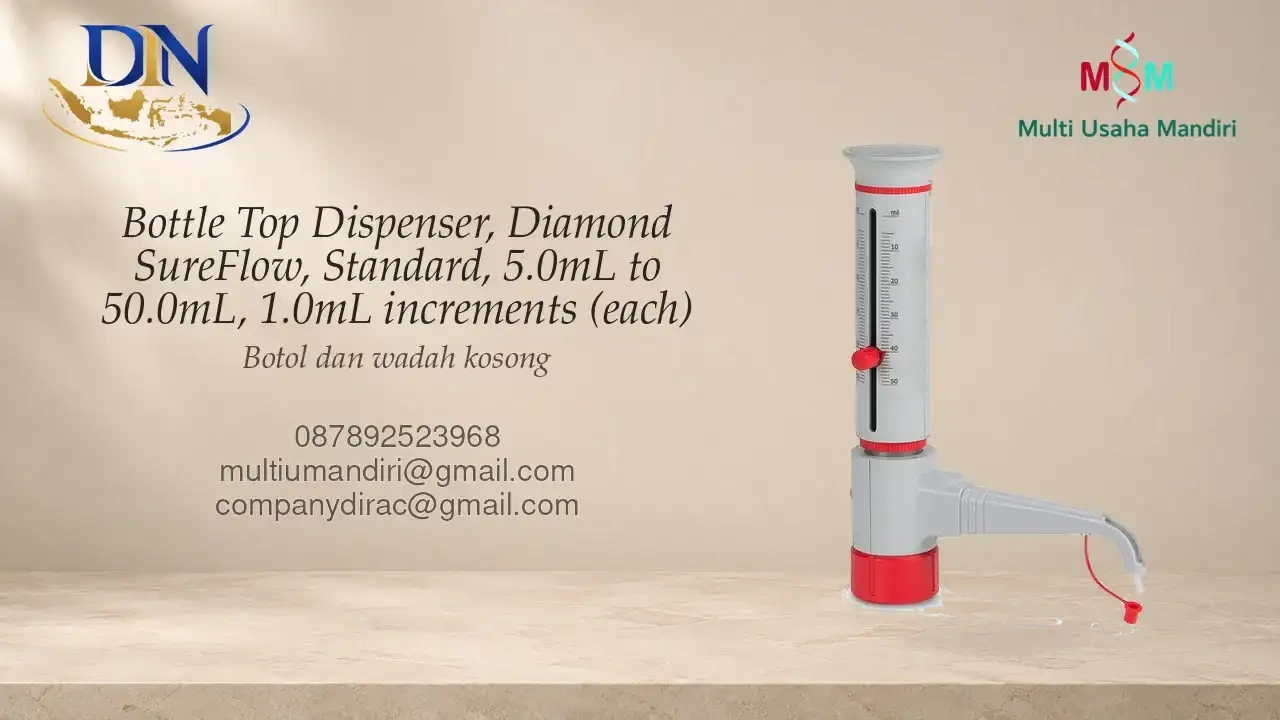 DN
MSM
Multi Usaha Mandiri
Bottle Top Dispenser, Diamond
SureFlow, Standard, 5.0mL to
50.0nL, 1.0mL increments (each)
Botol dan wadah kosong
087892523968
multiumandiri@gmail.com
companydirac@gmail.com
ml
10
20
30
40
50